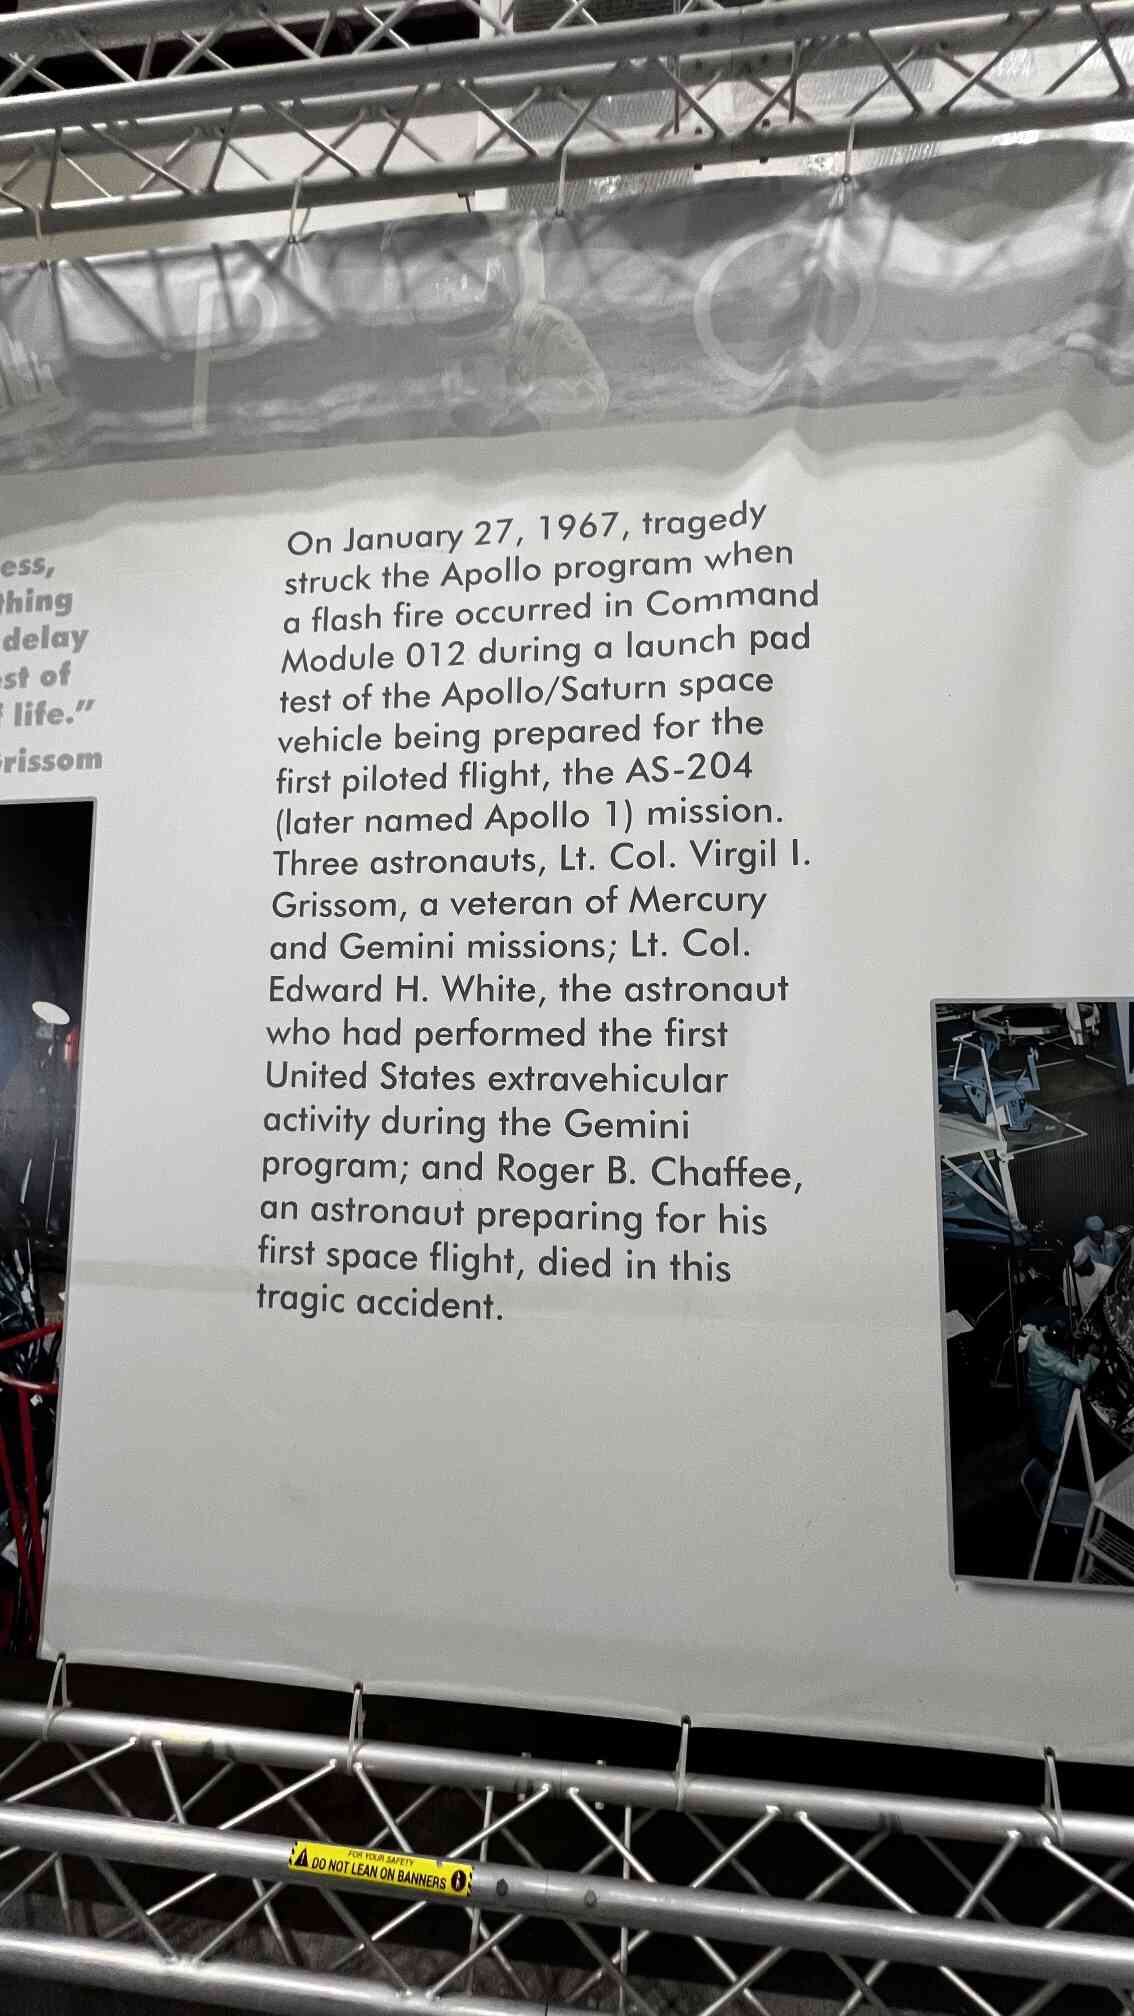 P O
ess,
thing
delay
st of
life.”
rissom
On January 27, 1967, tragedy
struck the Apollo program when
a flash fire occurred in Command
Module 012 during a launch pad
test of the Apollo/Saturn space
vehicle being prepared for the
first piloted flight, the AS-204
(later named Apollo 1) mission.
Three astronauts, Lt. Col. Virgil I.
Grissom, a veteran of Mercury
and Gemini missions; Lt. Col.
Edward H. White, the astronaut
who had performed the first
United States extravehicular
activity during the Gemini
program; and Roger B. Chaffee,
an astronaut preparing for his
first space flight, died in this
tragic accident.
FOR YOUR SAFETY
DO NOT LEAN ON BANNERS